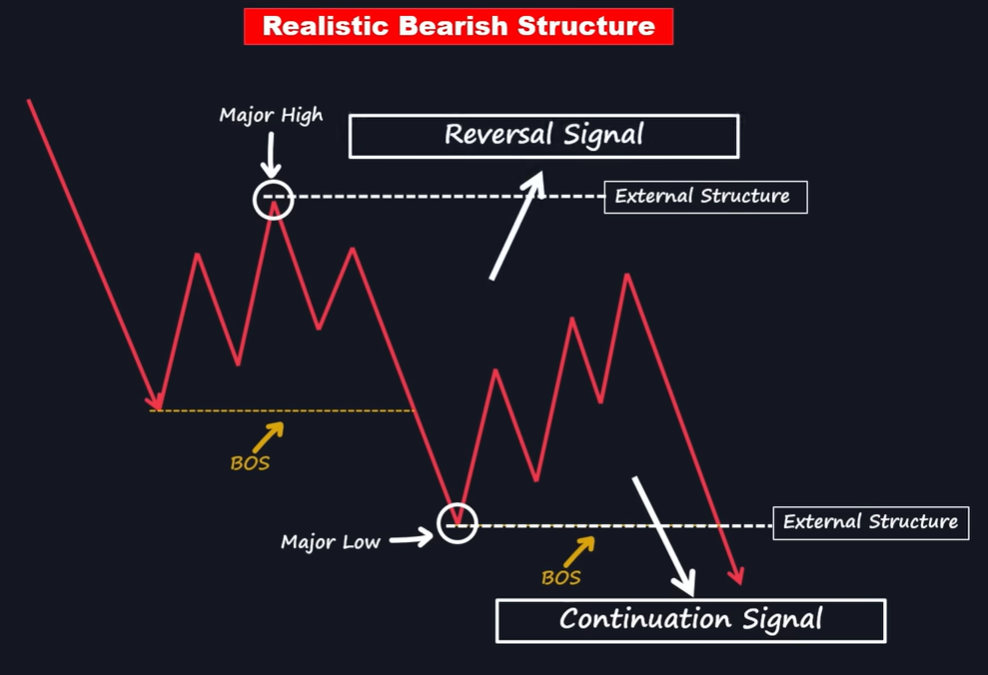 Realistic Bearish Structure
Major High
Reversal Signal
External Structure
BOS
External Structure
Major Low
BOS
Continuation Signal